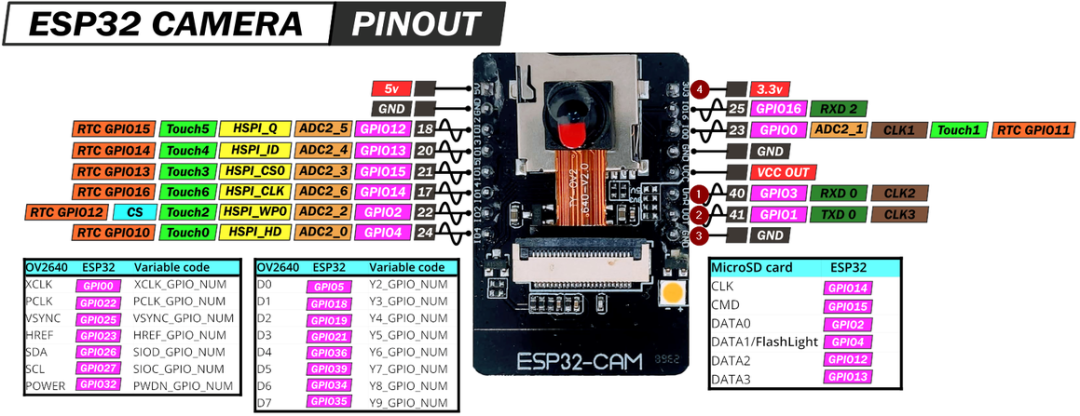 ESP32 CAMERA PINOUT
5v
GND
RTC GPIO15 Touch5 HSPI_Q ADC2_5 GPIO12 18
RTC GPIO14 Touch4 HSPI_ID ADC2_4 GPIO13 20
RTC GPIO13 Touch3 HSPI_CS0 ADC2_3 GPIO15 21
RTC GPIO16 Touch6 HSPI_CLK ADC2_6 GPIO14 17
RTC GPIO12 CS Touch2 HSPI_WP0 ADC2_2 GPIO2 22
RTC GPIO10 Touch0 HSPI_HD ADC2_0 GPIO4 24
4 3.3v
25 GPIO16 RXD 2
23 GPIO0 ADC2_1 CLK1 Touch1 RTC GPIO11
GND
VCC OUT
1 40 GPIO3 RXD 0 CLK2
2 41 GPIO1 TXD 0 CLK3
3 GND
5V
GND
3V3
GND
ESP32-CAM
OV2640 ESP32 Variable code
XCLK GPIO0 XCLK_GPIO_NUM
PCLK GPIO22 PCLK_GPIO_NUM
VSYNC GPIO25 VSYNC_GPIO_NUM
HREF GPIO23 HREF_GPIO_NUM
SDA GPIO26 SIOD_GPIO_NUM
SCL GPIO27 SIOC_GPIO_NUM
POWER GPIO32 PWDN_GPIO_NUM
OV2640 ESP32 Variable code
D0 GPIO5 Y2_GPIO_NUM
D1 GPIO18 Y3_GPIO_NUM
D2 GPIO19 Y4_GPIO_NUM
D3 GPIO21 Y5_GPIO_NUM
D4 GPIO36 Y6_GPIO_NUM
D5 GPIO39 Y7_GPIO_NUM
D6 GPIO34 Y8_GPIO_NUM
D7 GPIO35 Y9_GPIO_NUM
MicroSD card ESP32
CLK GPIO14
CMD GPIO15
DATA0 GPIO2
DATA1/FlashLight GPIO4
DATA2 GPIO12
DATA3 GPIO13